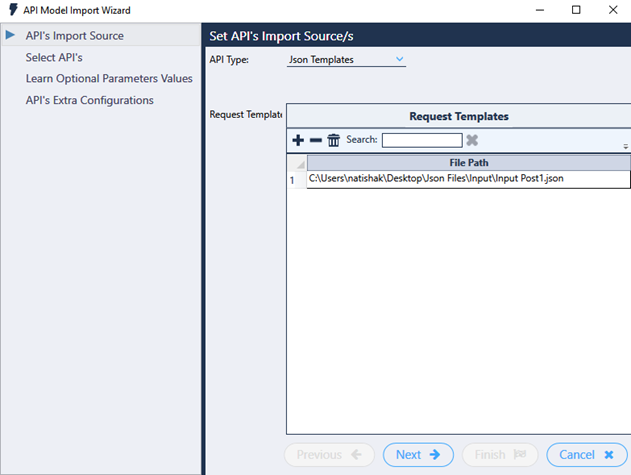 API Model Import Wizard
API's Import Source
Select API's
Learn Optional Parameters Values
API's Extra Configurations
Set API's Import Source/s
API Type: Json Templates
Request Template
Request Templates
Search:
File Path
1 C:\Users\natishak\Desktop\Json Files\Input\Input Post1.json
Previous
Next
Finish
Cancel